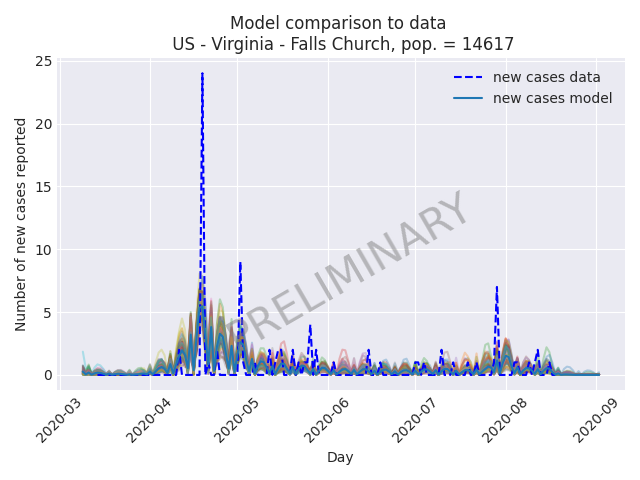 Model comparison to data
US - Virginia - Falls Church, pop. = 14617
new cases data
new cases model
Number of new cases reported
25
20
15
10
5
0
PRELIMINARY
2020-03
2020-04
2020-05
2020-06
2020-07
2020-08
2020-09
Day